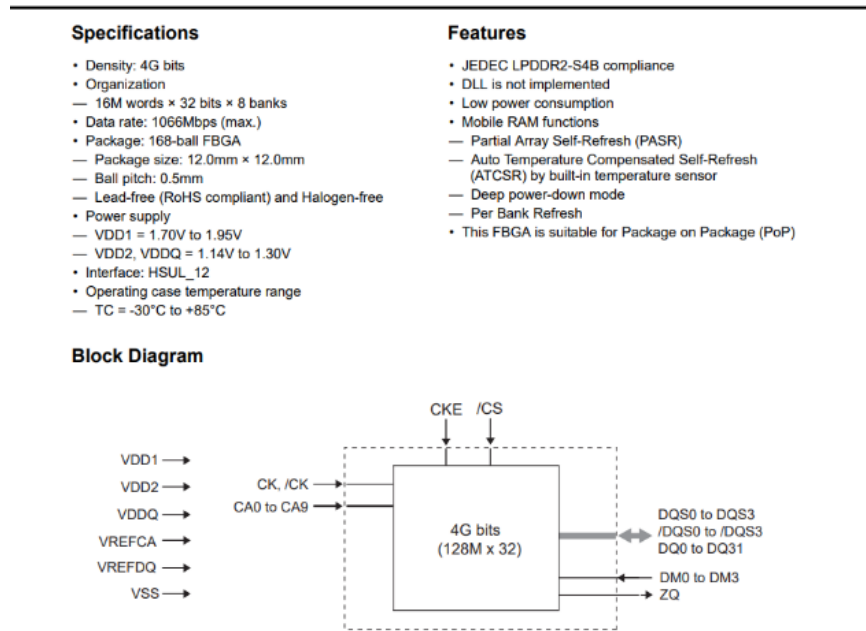 Specifications
• Density: 4G bits
• Organization
— 16M words × 32 bits × 8 banks
• Data rate: 1066Mbps (max.)
• Package: 168-ball FBGA
— Package size: 12.0mm × 12.0mm
— Ball pitch: 0.5mm
— Lead-free (RoHS compliant) and Halogen-free
• Power supply
— VDD1 = 1.70V to 1.95V
— VDD2, VDDQ = 1.14V to 1.30V
• Interface: HSUL_12
• Operating case temperature range
— TC = -30°C to +85°C
Features
• JEDEC LPDDR2-S4B compliance
• DLL is not implemented
• Low power consumption
• Mobile RAM functions
— Partial Array Self-Refresh (PASR)
— Auto Temperature Compensated Self-Refresh
(ATCSR) by built-in temperature sensor
— Deep power-down mode
— Per Bank Refresh
• This FBGA is suitable for Package on Package (PoP)
Block Diagram
CKE /CS
VDD1
VDD2
VDDQ
VREFCA
VREFDQ
VSS
CK, /CK
CA0 to CA9
4G bits
(128M x 32)
DQS0 to DQS3
/DQS0 to /DQS3
DQ0 to DQ31
DM0 to DM3
ZQ